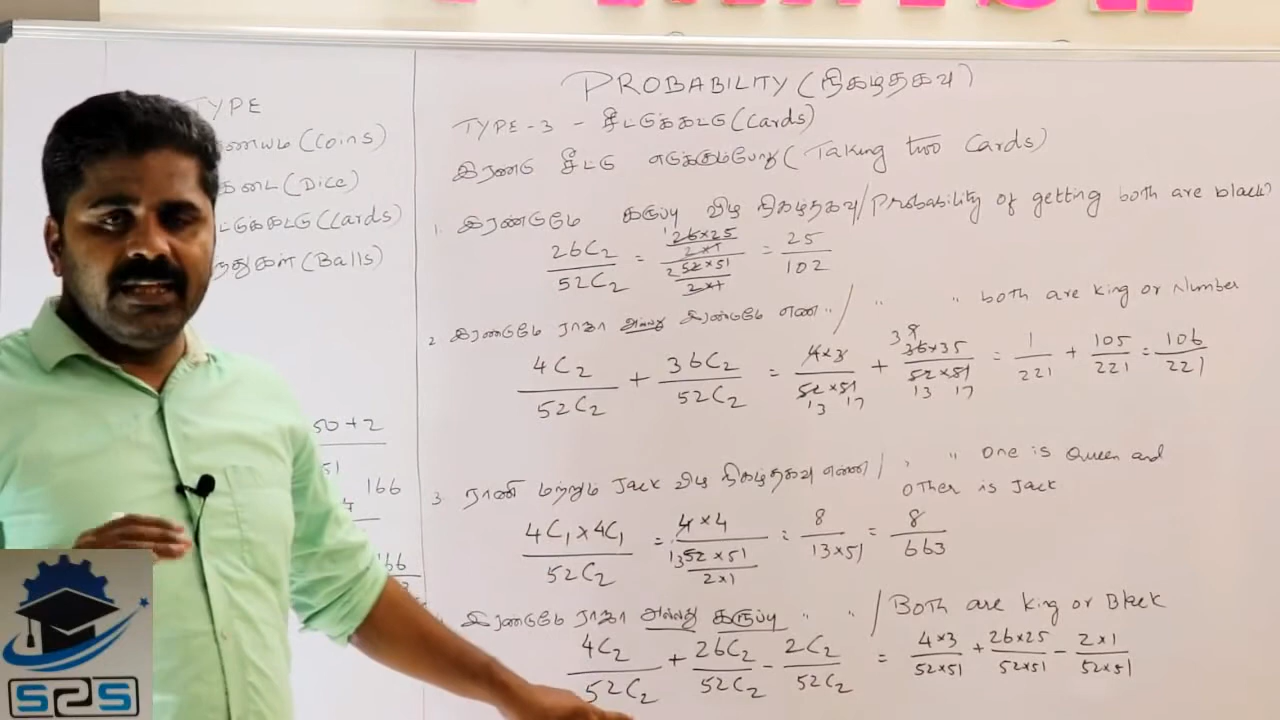 TYPE
(Coins)
(Dice)
(Cards)
(Balls)
50+2
51
166
4
166
PROBABILITY (நிகழ்தகவு)
TYPE-3 - சீட்டுக்கட்டு (Cards)
இரண்டு சீட்டு எடுக்கும்போது (Taking two Cards)
1. இரண்டுமே கருப்பு விழ நிகழ்தகவு / Probability of getting both are black?
26C₂/52C₂ = (26×25/2×1)/(52×51/2×1) = 25/102
2. இரண்டுமே ராஜா அல்லது இரண்டுமே எண் " / " " both are king or Number
4C₂/52C₂ + 36C₂/52C₂ = 4×3/52×51 + 36×35/52×51 = 1/221 + 105/221 = 106/221
3. ராணி மற்றும் Jack விழ நிகழ்தகவு என்ன / " " One is Queen and
Other is Jack
4C₁×4C₁/52C₂ = 4×4/(52×51/2×1) = 8/13×51 = 8/663
4. இரண்டுமே ராஜா அல்லது கருப்பு " " / Both are King or Black
4C₂/52C₂ + 26C₂/52C₂ - 2C₂/52C₂ = 4×3/52×51 + 26×25/52×51 - 2×1/52×51
S2S